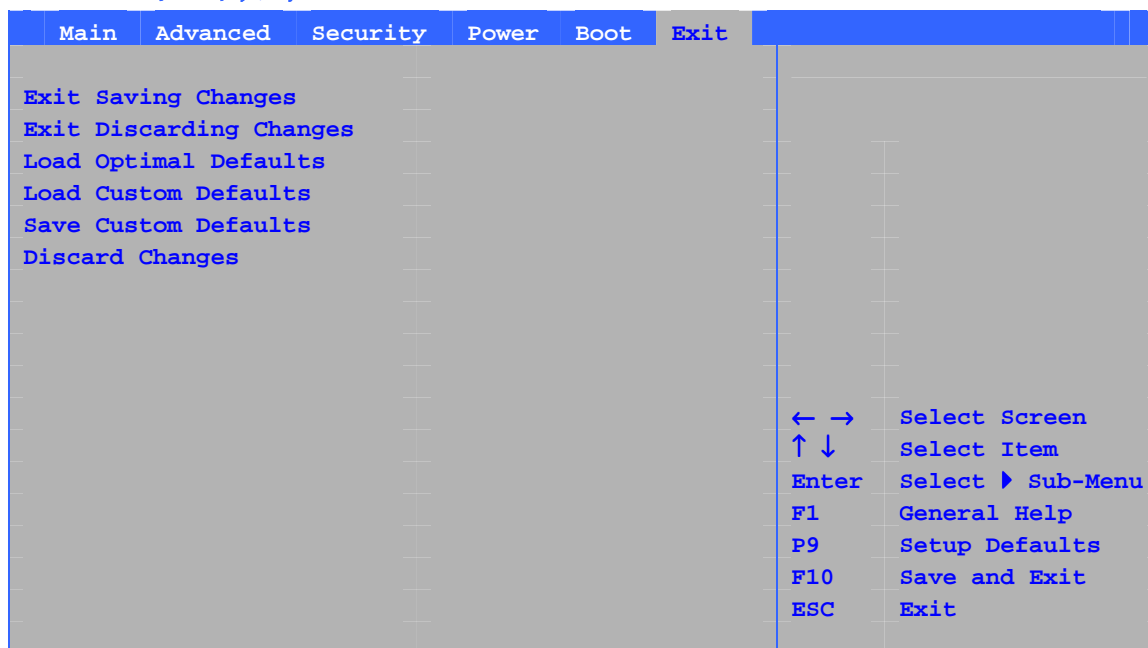 Main Advanced Security Power Boot Exit
Exit Saving Changes
Exit Discarding Changes
Load Optimal Defaults
Load Custom Defaults
Save Custom Defaults
Discard Changes
← → Select Screen
↑ ↓ Select Item
Enter Select ▶ Sub-Menu
F1 General Help
P9 Setup Defaults
F10 Save and Exit
ESC Exit